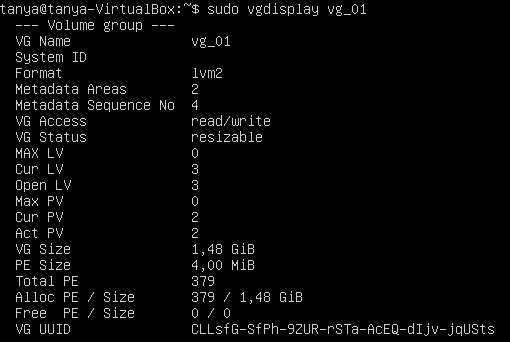 tanya@tanya-VirtualBox:~$ sudo vgdisplay vg_01
--- Volume group ---
VG Name vg_01
System ID
Format lvm2
Metadata Areas 2
Metadata Sequence No 4
VG Access read/write
VG Status resizable
MAX LV 0
Cur LV 3
Open LV 3
Max PV 0
Cur PV 2
Act PV 2
VG Size 1,48 GiB
PE Size 4,00 MiB
Total PE 379
Alloc PE / Size 379 / 1,48 GiB
Free PE / Size 0 / 0
VG UUID CLLsfG-SfPh-9ZUR-rSTa-AcEQ-dIjv-jqUSts